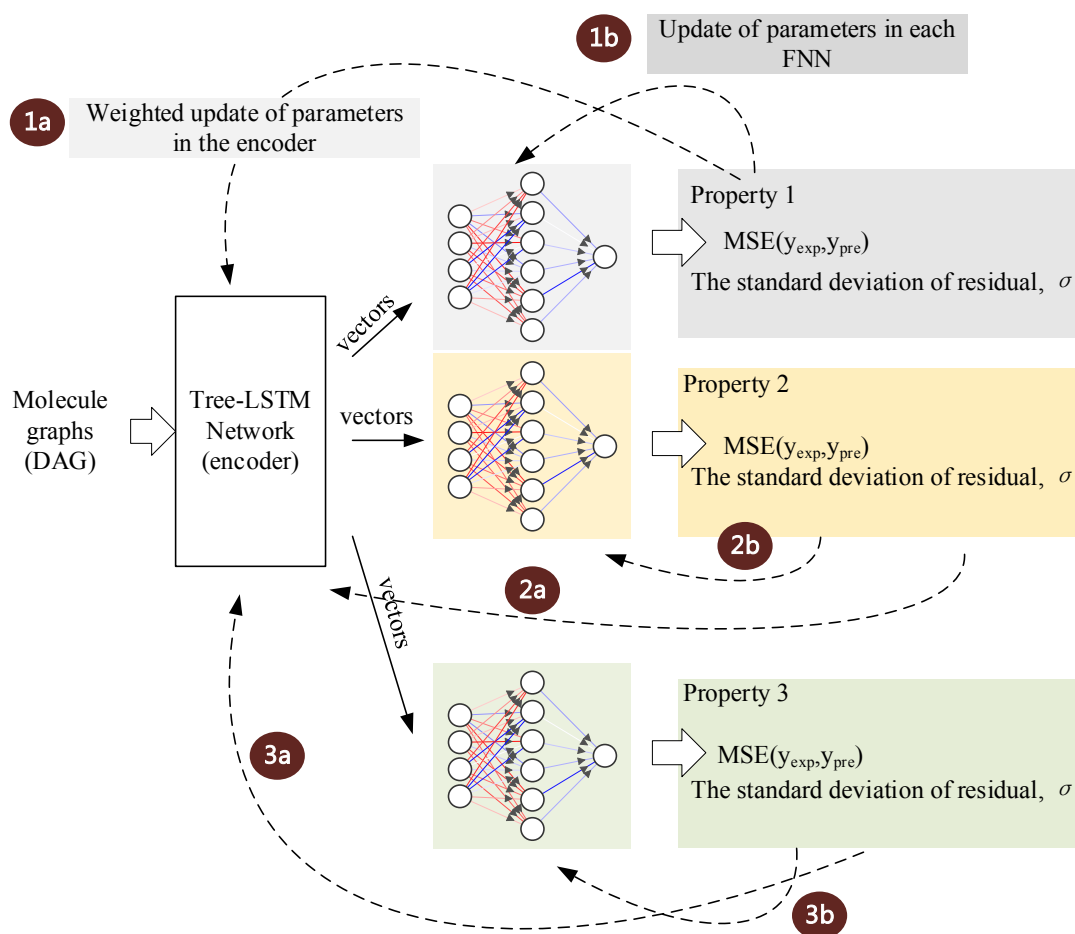 1b
Update of parameters in each
FNN
1a
Weighted update of parameters
in the encoder
Property 1
MSE(yexp,ypre)
The standard deviation of residual, σ
vectors
Molecule
graphs
(DAG)
Tree-LSTM
Network
(encoder)
vectors
Property 2
MSE(yexp,ypre)
The standard deviation of residual, σ
2b
2a
vectors
Property 3
MSE(yexp,ypre)
The standard deviation of residual, σ
3a
3b